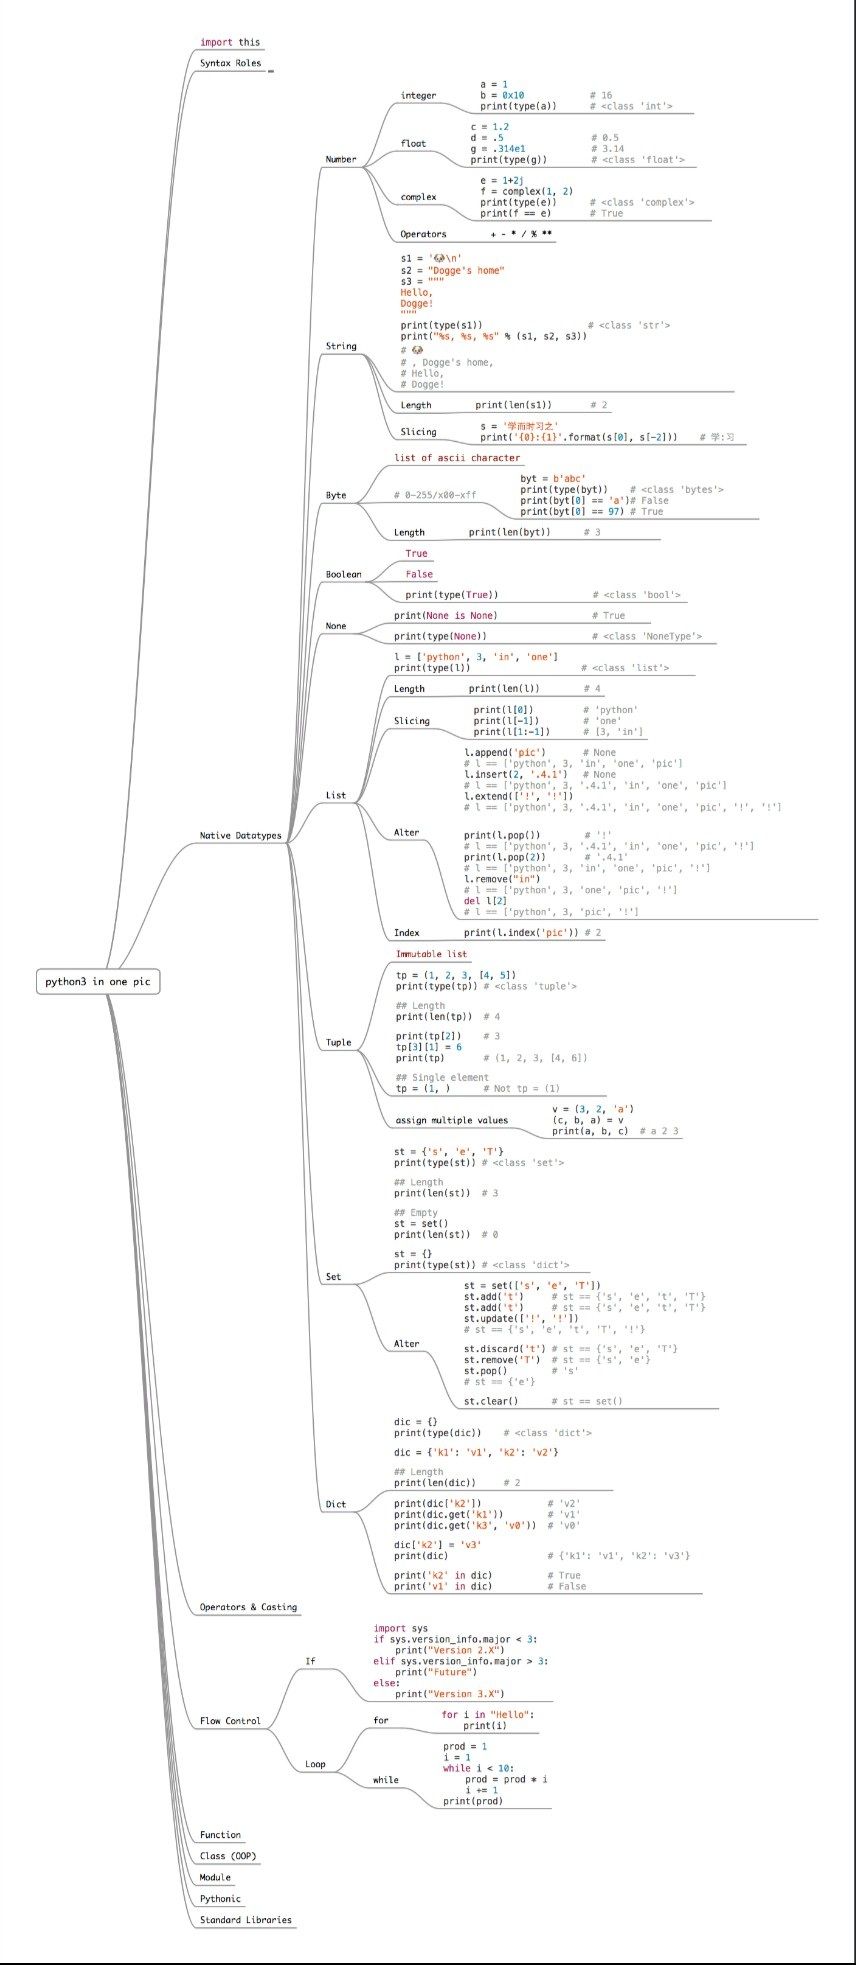 import this
Syntax Roles
python3 in one pic
Native Datatypes
Number
integer
a = 1
b = 0x10 # 16
print(type(a)) # <class 'int'>
float
c = 1.2
d = .5 # 0.5
g = .314e1 # 3.14
print(type(g)) # <class 'float'>
complex
e = 1+2j
f = complex(1, 2)
print(type(e)) # <class 'complex'>
print(f == e) # True
Operators + - * / % **
String
s1 = '🐶\n'
s2 = "Dogge's home"
s3 = """
Hello,
Dogge!
"""
print(type(s1)) # <class 'str'>
print("%s, %s, %s" % (s1, s2, s3))
# 🐶
# , Dogge's home,
# Hello,
# Dogge!
Length print(len(s1)) # 2
Slicing
s = '学而时习之'
print('{0}:{1}'.format(s[0], s[-2])) # 学:习
Byte
list of ascii character
# 0-255/x00-xff
byt = b'abc'
print(type(byt)) # <class 'bytes'>
print(byt[0] == 'a')# False
print(byt[0] == 97) # True
Length print(len(byt)) # 3
Boolean
True
False
print(type(True)) # <class 'bool'>
None
print(None is None) # True
print(type(None)) # <class 'NoneType'>
List
l = ['python', 3, 'in', 'one']
print(type(l)) # <class 'list'>
Length print(len(l)) # 4
Slicing
print(l[0]) # 'python'
print(l[-1]) # 'one'
print(l[1:-1]) # [3, 'in']
Alter
l.append('pic') # None
# l == ['python', 3, 'in', 'one', 'pic']
l.insert(2, '.4.1') # None
# l == ['python', 3, '.4.1', 'in', 'one', 'pic']
l.extend(['!', '!'])
# l == ['python', 3, '.4.1', 'in', 'one', 'pic', '!', '!']
print(l.pop()) # '!'
# l == ['python', 3, '.4.1', 'in', 'one', 'pic', '!']
print(l.pop(2)) # '.4.1'
# l == ['python', 3, 'in', 'one', 'pic', '!']
l.remove("in")
# l == ['python', 3, 'one', 'pic', '!']
del l[2]
# l == ['python', 3, 'pic', '!']
Index print(l.index('pic')) # 2
Tuple
Immutable list
tp = (1, 2, 3, [4, 5])
print(type(tp)) # <class 'tuple'>
## Length
print(len(tp)) # 4
print(tp[2]) # 3
tp[3][1] = 6
print(tp) # (1, 2, 3, [4, 6])
## Single element
tp = (1, ) # Not tp = (1)
assign multiple values
v = (3, 2, 'a')
(c, b, a) = v
print(a, b, c) # a 2 3
Set
st = {'s', 'e', 'T'}
print(type(st)) # <class 'set'>
## Length
print(len(st)) # 3
## Empty
st = set()
print(len(st)) # 0
st = {}
print(type(st)) # <class 'dict'>
Alter
st = set(['s', 'e', 'T'])
st.add('t') # st == {'s', 'e', 't', 'T'}
st.add('t') # st == {'s', 'e', 't', 'T'}
st.update(['!', '!'])
# st == {'s', 'e', 't', 'T', '!'}
st.discard('t') # st == {'s', 'e', 'T'}
st.remove('T') # st == {'s', 'e'}
st.pop() # 's'
# st == {'e'}
st.clear() # st == set()
Dict
dic = {}
print(type(dic)) # <class 'dict'>
dic = {'k1': 'v1', 'k2': 'v2'}
## Length
print(len(dic)) # 2
print(dic['k2']) # 'v2'
print(dic.get('k1')) # 'v1'
print(dic.get('k3', 'v0')) # 'v0'
dic['k2'] = 'v3'
print(dic) # {'k1': 'v1', 'k2': 'v3'}
print('k2' in dic) # True
print('v1' in dic) # False
Operators & Casting
Flow Control
If
import sys
if sys.version_info.major < 3:
print("Version 2.X")
elif sys.version_info.major > 3:
print("Future")
else:
print("Version 3.X")
Loop
for
for i in "Hello":
print(i)
while
prod = 1
i = 1
while i < 10:
prod = prod * i
i += 1
print(prod)
Function
Class (OOP)
Module
Pythonic
Standard Libraries